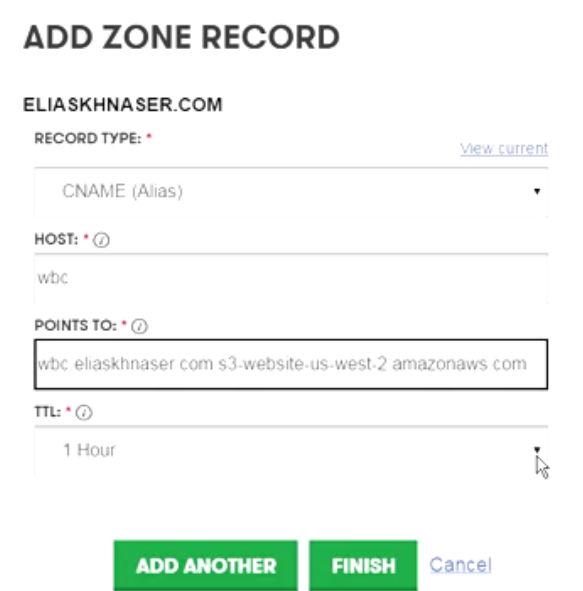 ADD ZONE RECORD
ELIASKHNASER.COM
RECORD TYPE: *
View current
CNAME (Alias)
HOST: *
wbc
POINTS TO: *
wbc eliaskhnaser com s3-website-us-west-2 amazonaws com
TTL: *
1 Hour
ADD ANOTHER
FINISH
Cancel